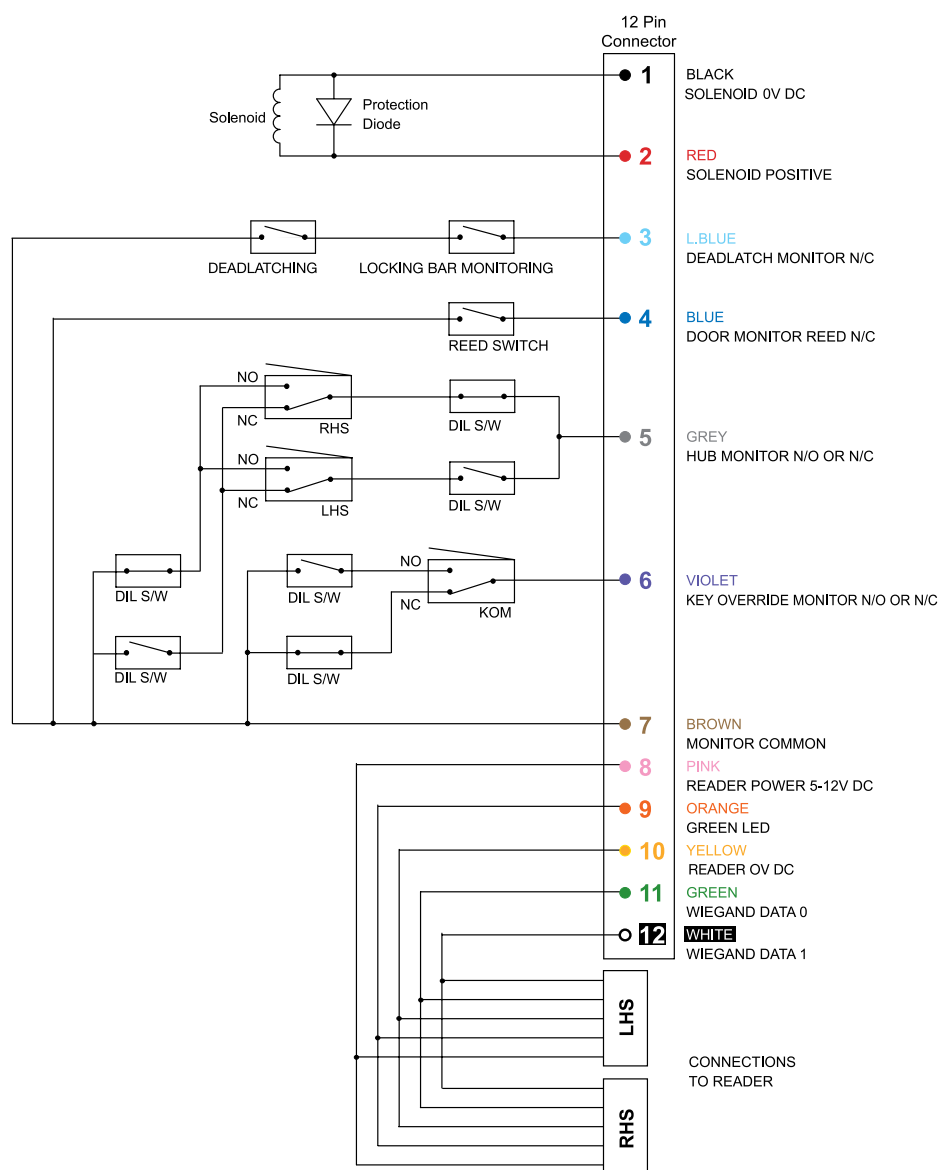 12 Pin
Connector
1
BLACK
SOLENOID 0V DC
Solenoid
Protection
Diode
2
RED
SOLENOID POSITIVE
3
L.BLUE
DEADLATCH MONITOR N/C
DEADLATCHING
LOCKING BAR MONITORING
4
BLUE
DOOR MONITOR REED N/C
REED SWITCH
NO
NC
RHS
DIL S/W
5
GREY
HUB MONITOR N/O OR N/C
NO
NC
LHS
DIL S/W
DIL S/W
DIL S/W
NO
NC
KOM
6
VIOLET
KEY OVERRIDE MONITOR N/O OR N/C
DIL S/W
DIL S/W
7
BROWN
MONITOR COMMON
8
PINK
READER POWER 5-12V DC
9
ORANGE
GREEN LED
10
YELLOW
READER OV DC
11
GREEN
WIEGAND DATA 0
12
WHITE
WIEGAND DATA 1
LHS
CONNECTIONS
TO READER
RHS